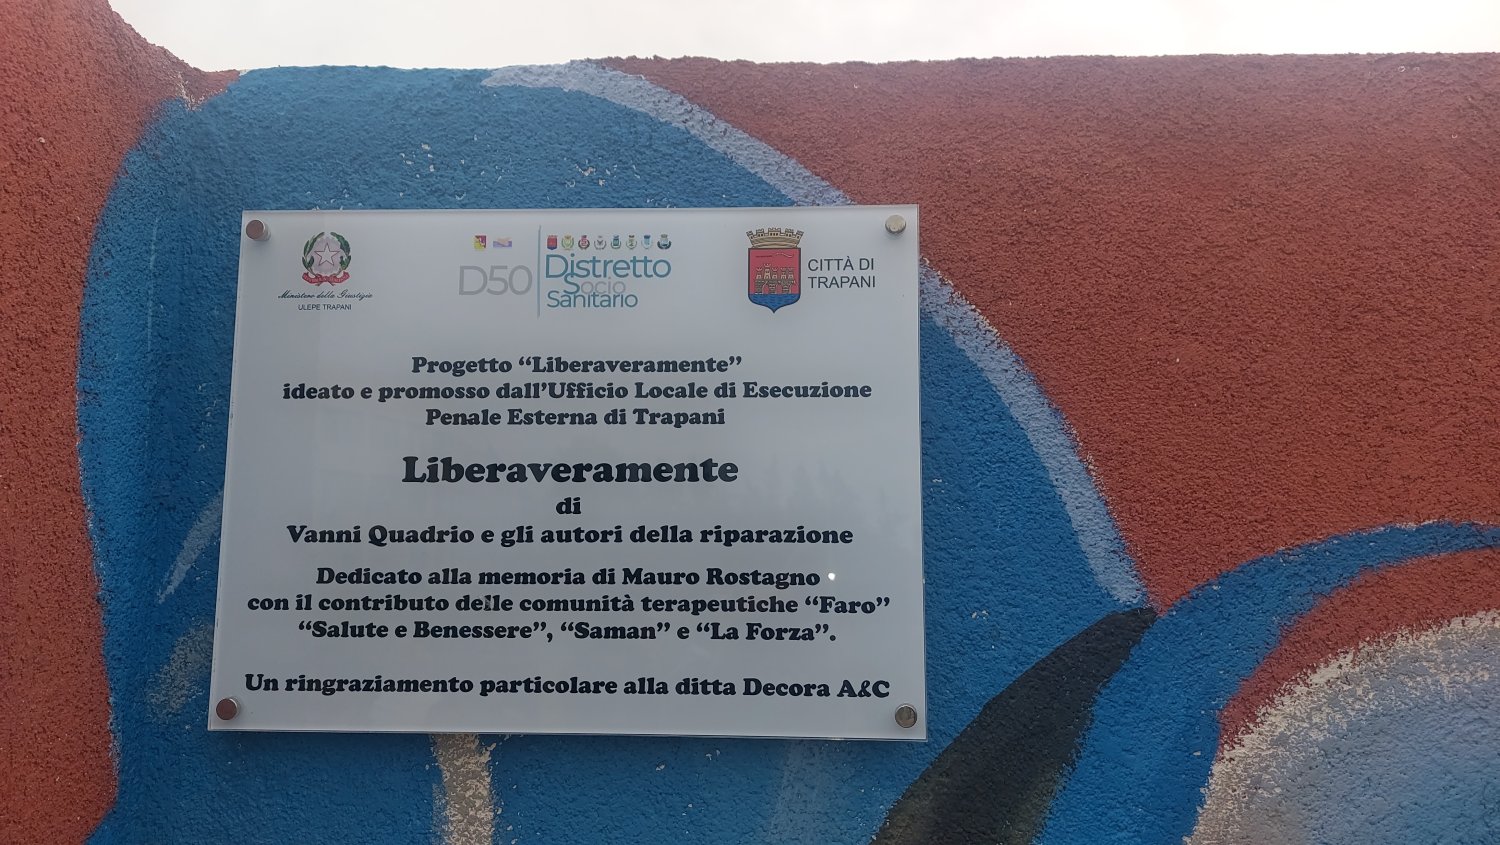 Ministero della Giustizia
ULEPE TRAPANI
D50
Distretto
Socio
Sanitario
CITTÀ DI
TRAPANI
Progetto “Liberaveramente”
ideato e promosso dall’Ufficio Locale di Esecuzione
Penale Esterna di Trapani
Liberaveramente
di
Vanni Quadrio e gli autori della riparazione
Dedicato alla memoria di Mauro Rostagno
con il contributo delle comunità terapeutiche “Faro”
“Salute e Benessere”, “Saman” e “La Forza”.
Un ringraziamento particolare alla ditta Decora A&C